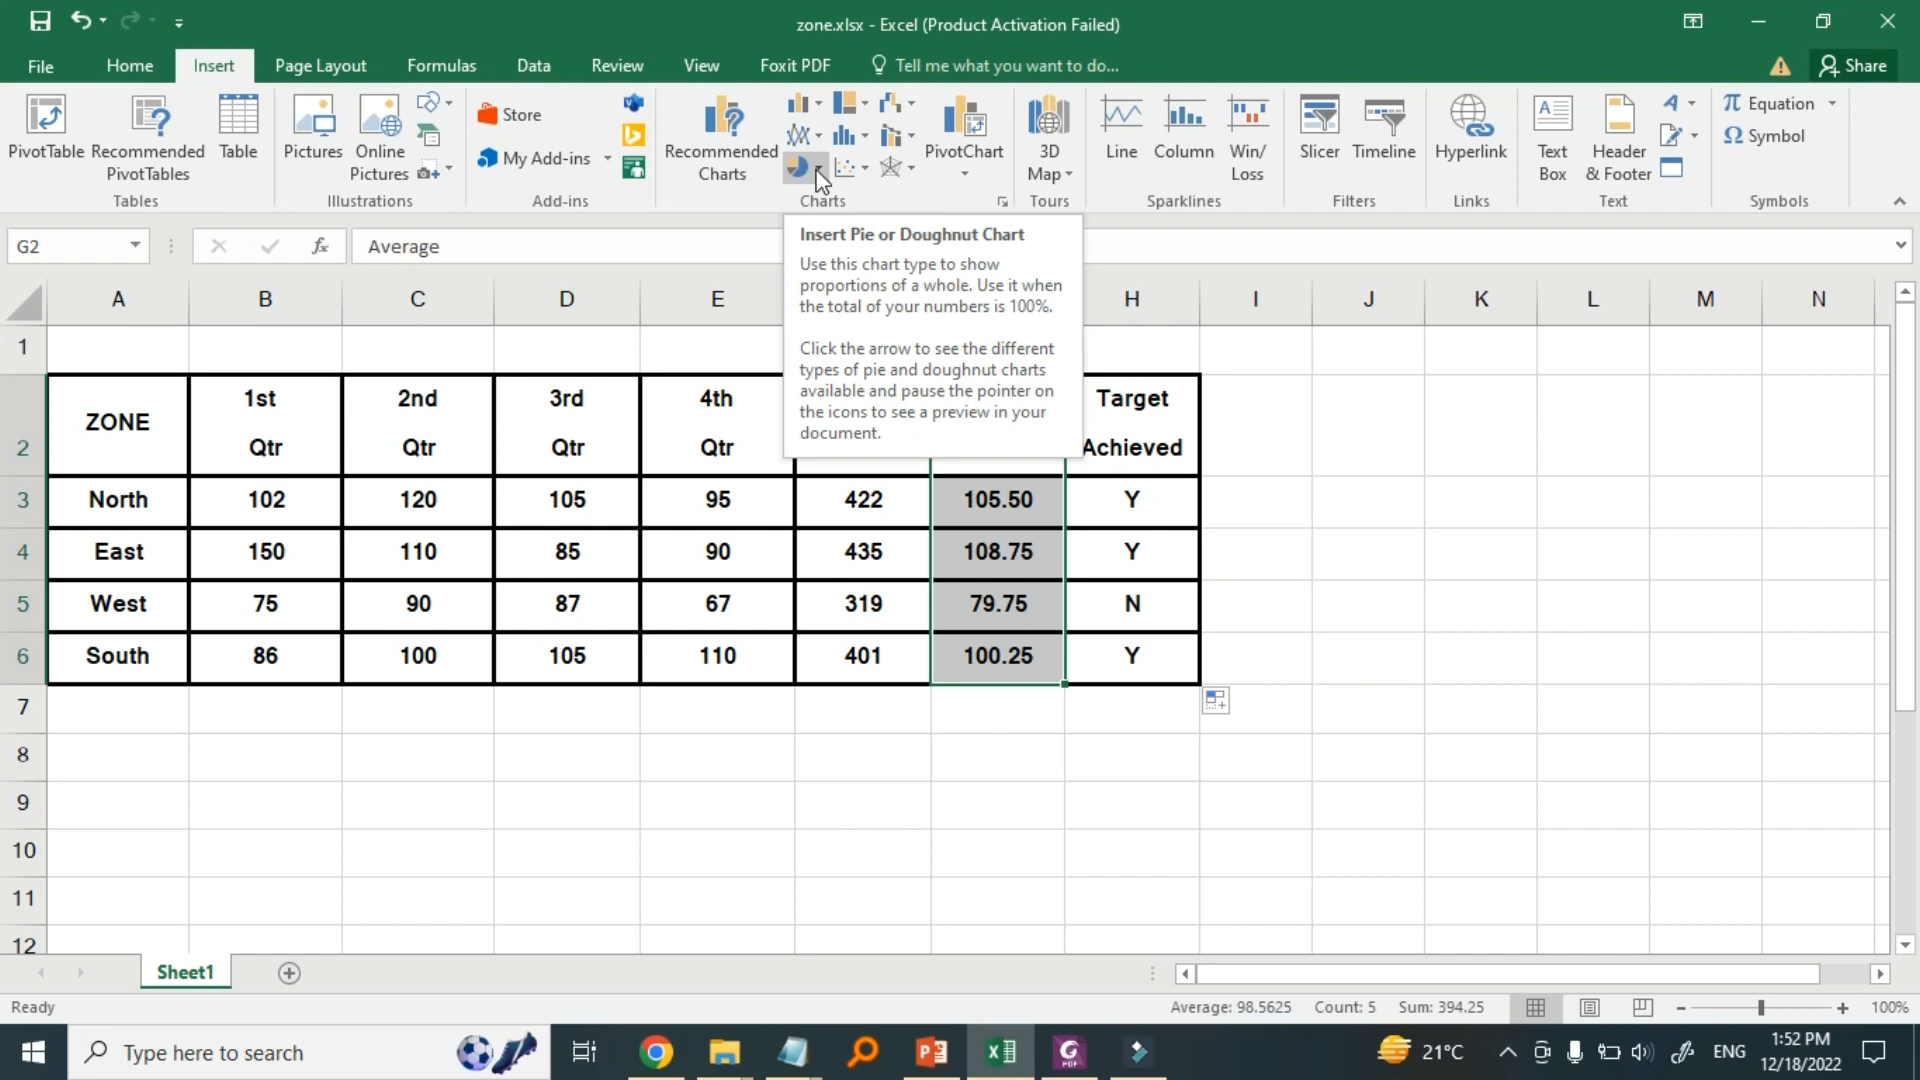 zone.xlsx - Excel (Product Activation Failed)
File Home Insert Page Layout Formulas Data Review View Foxit PDF Tell me what you want to do... Share
PivotTable
Recommended
PivotTables
Table
Tables
Pictures
Online
Pictures
Illustrations
Store
My Add-ins
Add-ins
Recommended
Charts
PivotChart
Charts
3D
Map
Tours
Line
Column
Win/
Loss
Sparklines
Slicer
Timeline
Filters
Hyperlink
Links
Text
Box
Header
& Footer
Text
Equation
Symbol
Symbols
G2 fx Average
Insert Pie or Doughnut Chart
Use this chart type to show
proportions of a whole. Use it when
the total of your numbers is 100%.
Click the arrow to see the different
types of pie and doughnut charts
available and pause the pointer on
the icons to see a preview in your
document.
A B C D E H I J K L M N
1
2 ZONE 1st Qtr 2nd Qtr 3rd Qtr 4th Qtr Target Achieved
3 North 102 120 105 95 422 105.50 Y
4 East 150 110 85 90 435 108.75 Y
5 West 75 90 87 67 319 79.75 N
6 South 86 100 105 110 401 100.25 Y
7
8
9
10
11
12
Sheet1
Ready Average: 98.5625 Count: 5 Sum: 394.25 100%
Type here to search 21°C ENG 1:52 PM
12/18/2022